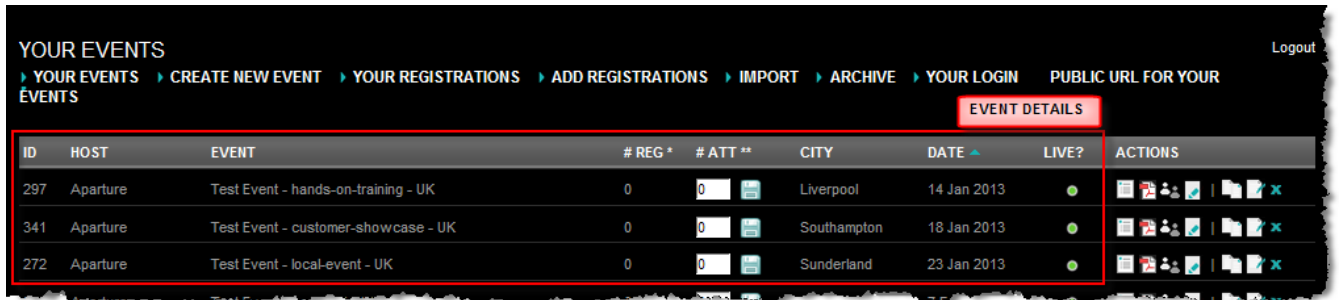 YOUR EVENTS
Logout
YOUR EVENTS CREATE NEW EVENT YOUR REGISTRATIONS ADD REGISTRATIONS IMPORT ARCHIVE YOUR LOGIN PUBLIC URL FOR YOUR
EVENTS
EVENT DETAILS
ID HOST EVENT # REG * # ATT ** CITY DATE LIVE? ACTIONS
297 Aparture Test Event - hands-on-training - UK 0 0 Liverpool 14 Jan 2013 |
341 Aparture Test Event - customer-showcase - UK 0 0 Southampton 18 Jan 2013 |
272 Aparture Test Event - local-event - UK 0 0 Sunderland 23 Jan 2013 |